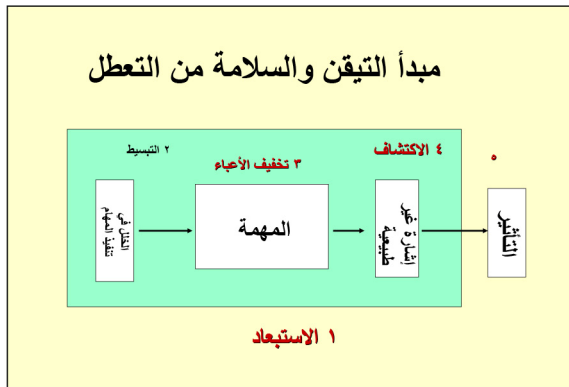 مبدأ التيقن والسلامة من التعطل
٤ الاكتشاف
٢ التبسيط
٣ تخفيف الأعباء
٥
الخلل في
تنفيذ المهام
المهمة
إشارة غير
طبيعية
التأثير
١ الاستبعاد